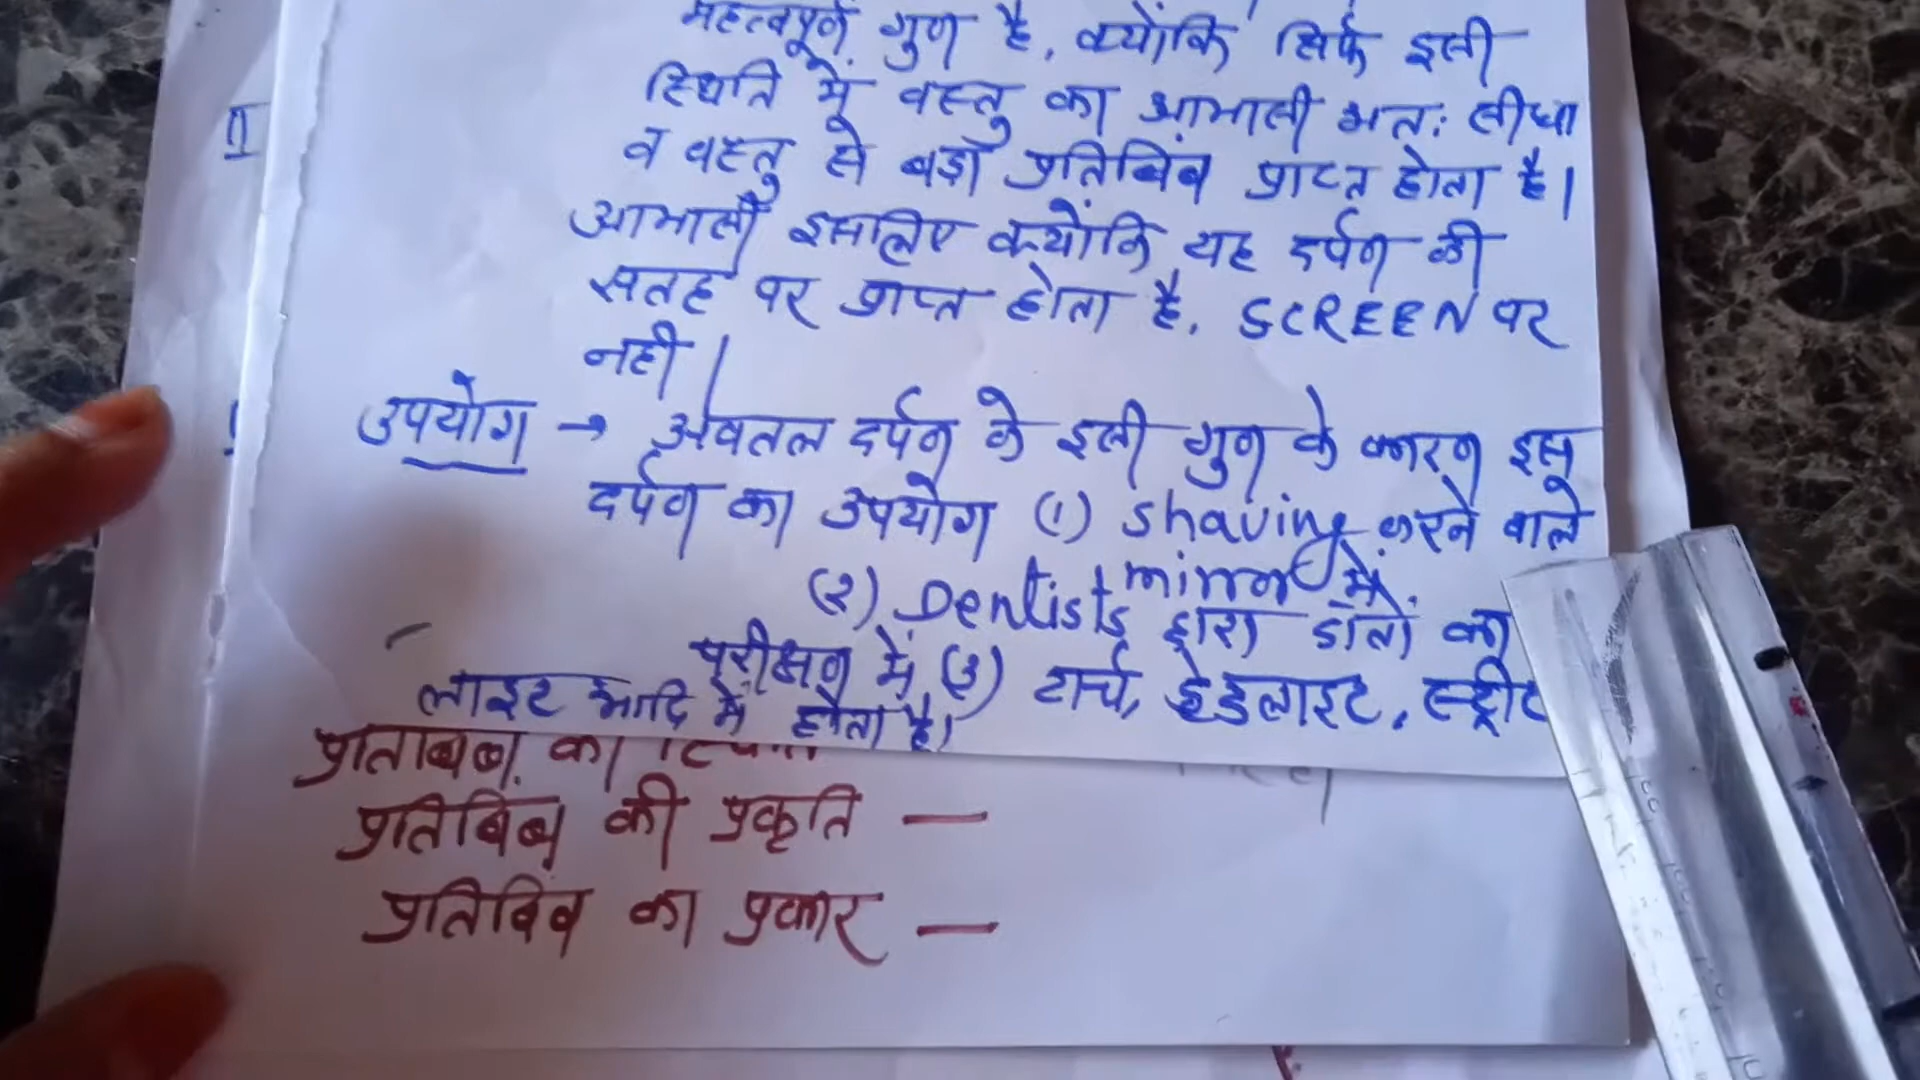 महत्वपूर्ण गुण है, क्योंकि सिर्फ इसी
स्थिति में वस्तु का आभासी अतः सीधा
व वस्तु से बड़ा प्रतिबिंब प्राप्त होता है।
आभासी इसलिए क्योंकि यह दर्पण की
सतह पर प्राप्त होता है, SCREEN पर
नही।
उपयोग → अवतल दर्पण के इसी गुण के कारण इस
दर्पण का उपयोग (1) shaving करने वाले
mirror में,
(2) Dentists द्वारा दांतों का
परीक्षण में, (3) टार्च, हेडलाइट, स्ट्रीट
लाइट आदि में होता है।
प्रतिबिंब की
प्रतिबिंब की प्रकृति —
प्रतिबिंब का प्रकार —